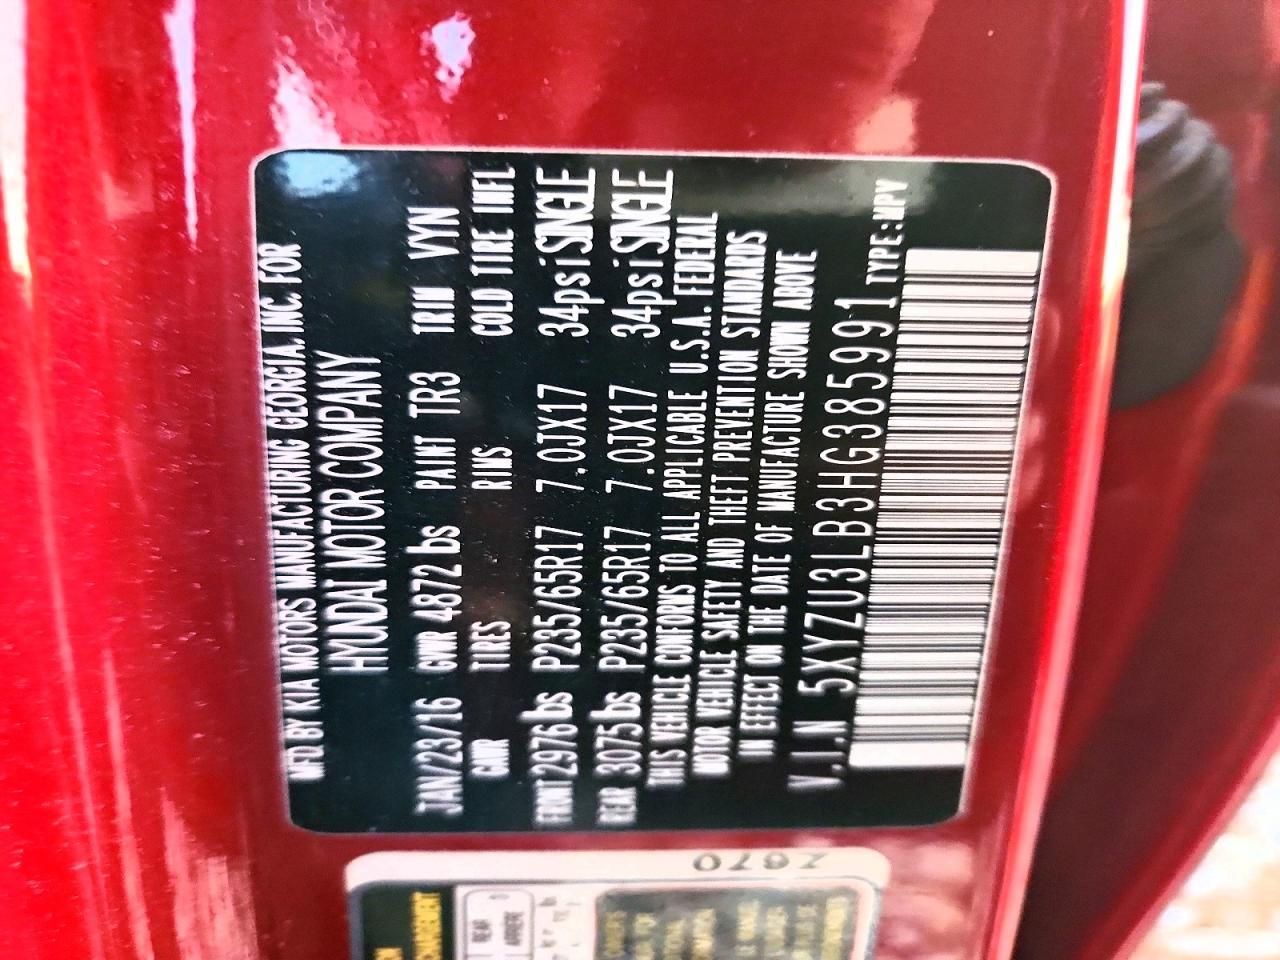 MFD BY KIA MOTORS MANUFACTURING GEORGIA, INC. FOR
HYUNDAI MOTOR COMPANY
JAN/23/16 GVWR 4872 lbs PAINT TR3 TRIM VYN
GAWR TIRES RIMS COLD TIRE INFL
FRONT 2976 lbs P235/65R17 7.0JX17 34psi SINGLE
REAR 3075 lbs P235/65R17 7.0JX17 34psi SINGLE
THIS VEHICLE CONFORMS TO ALL APPLICABLE U.S.A. FEDERAL
MOTOR VEHICLE SAFETY AND THEFT PREVENTION STANDARDS
IN EFFECT ON THE DATE OF MANUFACTURE SHOWN ABOVE
V.I.N 5XYZU3LB3HG385991 TYPE:MPV
Z670
REAR
ARRIÈRE